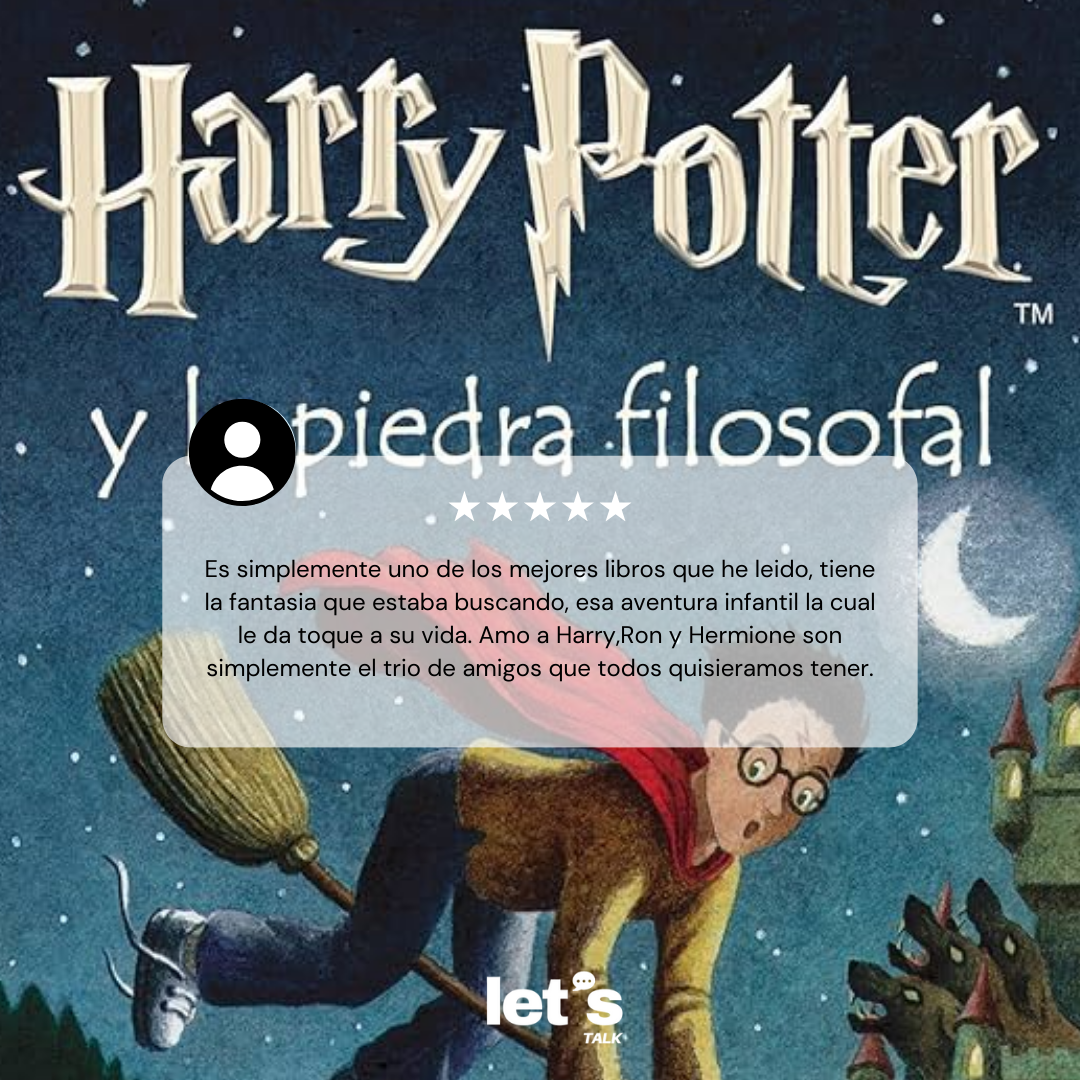 Harry Potter
TM
y la piedra filosofal
★★★★★
Es simplemente uno de los mejores libros que he leido, tiene
la fantasia que estaba buscando, esa aventura infantil la cual
le da toque a su vida. Amo a Harry,Ron y Hermione son
simplemente el trio de amigos que todos quisieramos tener.
let's
TALK